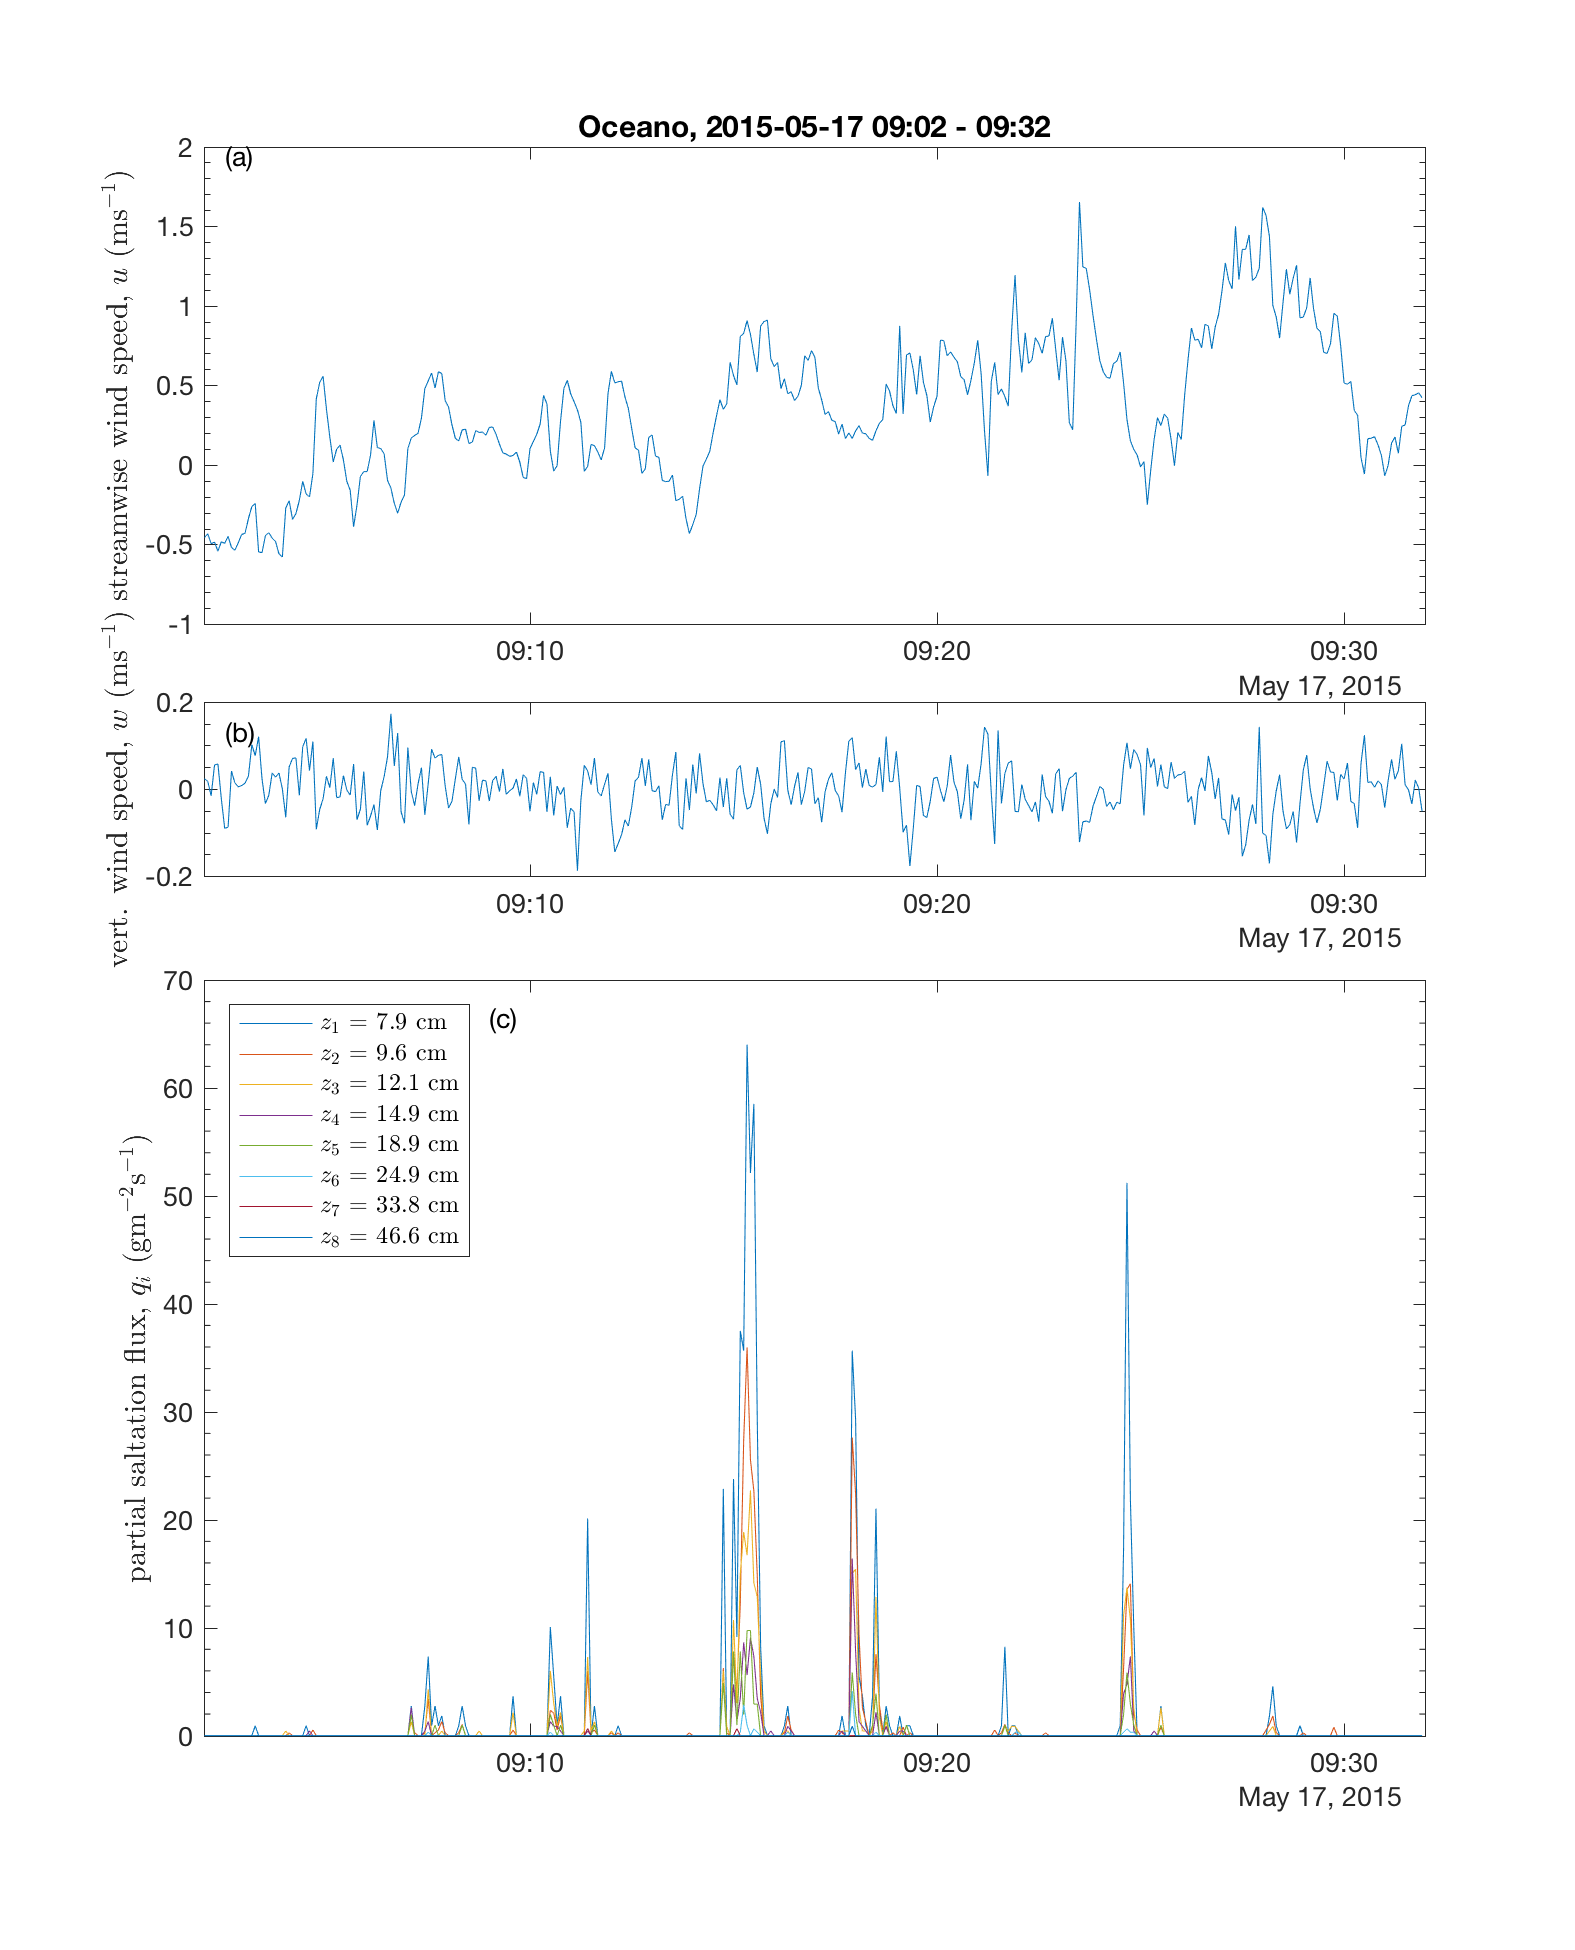 Oceano, 2015-05-17 09:02 - 09:32
(a)
streamwise wind speed, u (ms⁻¹)
2
1.5
1
0.5
0
-0.5
-1
09:10 09:20 09:30
May 17, 2015
(b)
vert. wind speed, w (ms⁻¹)
0.2
0
-0.2
09:10 09:20 09:30
May 17, 2015
(c)
partial saltation flux, qᵢ (gm⁻²s⁻¹)
70
60
50
40
30
20
10
0
z₁ = 7.9 cm
z₂ = 9.6 cm
z₃ = 12.1 cm
z₄ = 14.9 cm
z₅ = 18.9 cm
z₆ = 24.9 cm
z₇ = 33.8 cm
z₈ = 46.6 cm
09:10 09:20 09:30
May 17, 2015